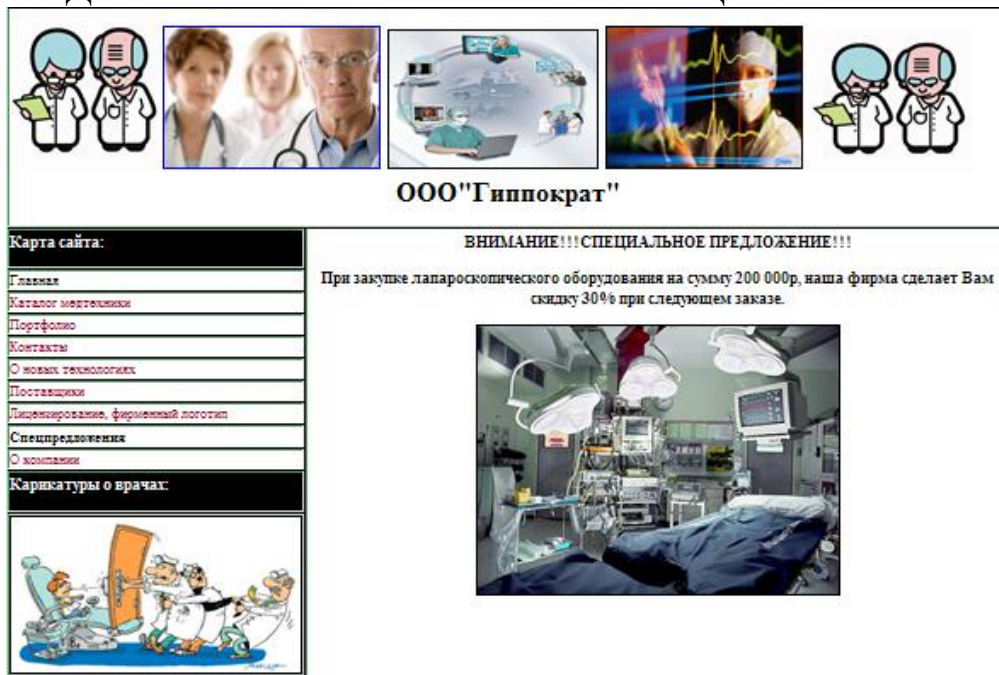 ООО"Гиппократ"
Карта сайта:
Главная
Каталог медтехники
Портфолио
Контакты
О новых технологиях
Поставщики
Лицензирование, фирменный логотип
Спецпредложения
О компании
Карикатуры о врачах:
ВНИМАНИЕ!!!СПЕЦИАЛЬНОЕ ПРЕДЛОЖЕНИЕ!!!
При закупке лапароскопического оборудования на сумму 200 000р, наша фирма сделает Вам
скидку 30% при следующем заказе.